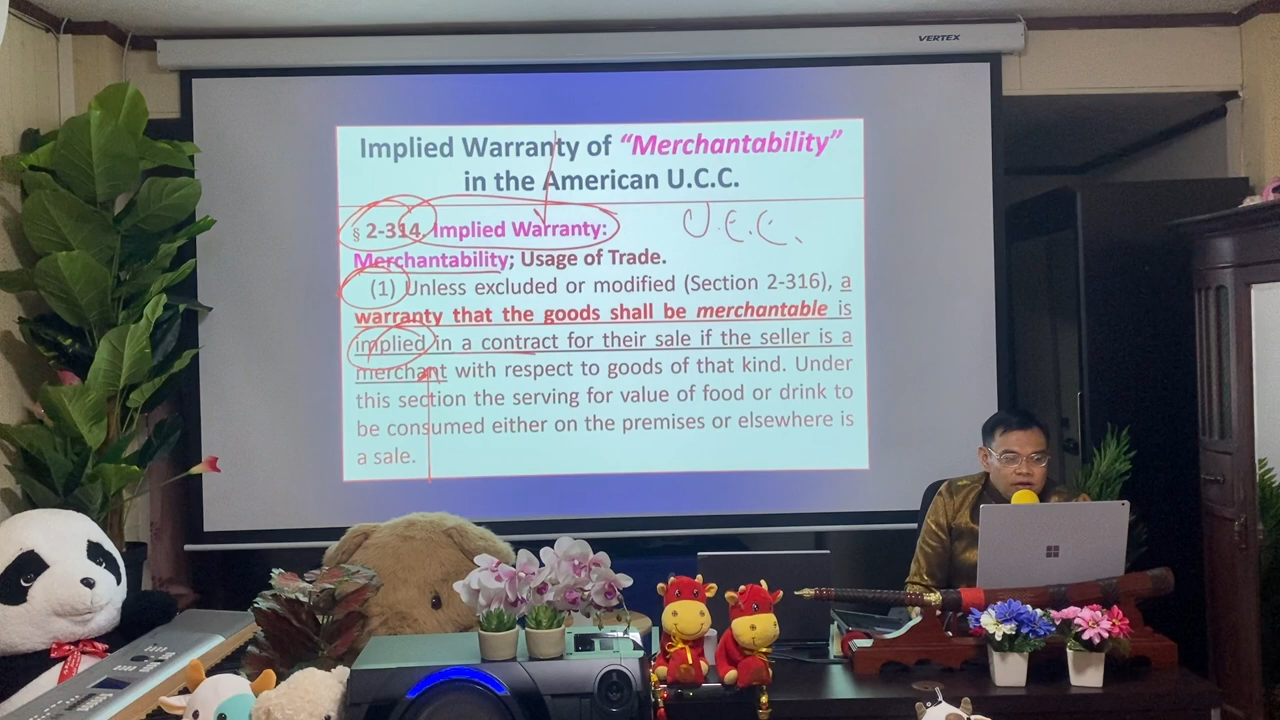 VERTEX
Implied Warranty of “Merchantability”
in the American U.C.C.
§ 2-314. Implied Warranty:
U.C.C.
Merchantability; Usage of Trade.
(1) Unless excluded or modified (Section 2-316), a
warranty that the goods shall be merchantable is
implied in a contract for their sale if the seller is a
merchant with respect to goods of that kind. Under
this section the serving for value of food or drink to
be consumed either on the premises or elsewhere is
a sale.